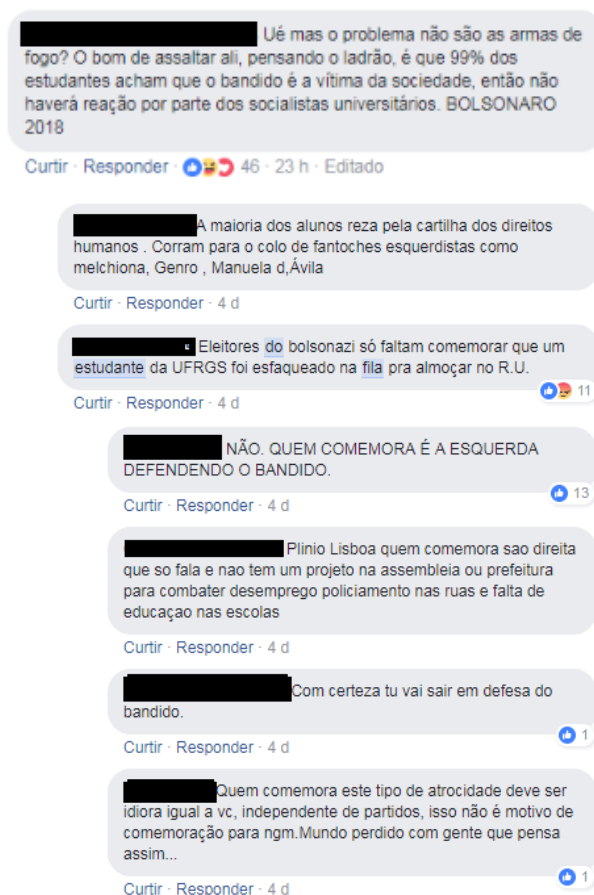 Ué mas o problema não são as armas de
fogo? O bom de assaltar ali, pensando o ladrão, é que 99% dos
estudantes acham que o bandido é a vítima da sociedade, então não
haverá reação por parte dos socialistas universitários. BOLSONARO
2018
Curtir · Responder · 46 · 23 h · Editado
A maioria dos alunos reza pela cartilha dos direitos
humanos . Corram para o colo de fantoches esquerdistas como
melchiona, Genro , Manuela d,Ávila
Curtir · Responder · 4 d
Eleitores do bolsonazi só faltam comemorar que um
estudante da UFRGS foi esfaqueado na fila pra almoçar no R.U.
11
Curtir · Responder · 4 d
NÃO. QUEM COMEMORA É A ESQUERDA
DEFENDENDO O BANDIDO.
13
Curtir · Responder · 4 d
Plinio Lisboa quem comemora sao direita
que so fala e nao tem um projeto na assembleia ou prefeitura
para combater desemprego policiamento nas ruas e falta de
educaçao nas escolas
Curtir · Responder · 4 d
Com certeza tu vai sair em defesa do
bandido.
1
Curtir · Responder · 4 d
Quem comemora este tipo de atrocidade deve ser
idiora igual a vc, independente de partidos, isso não é motivo de
comemoração para ngm.Mundo perdido com gente que pensa
assim...
1
Curtir · Responder · 4 d